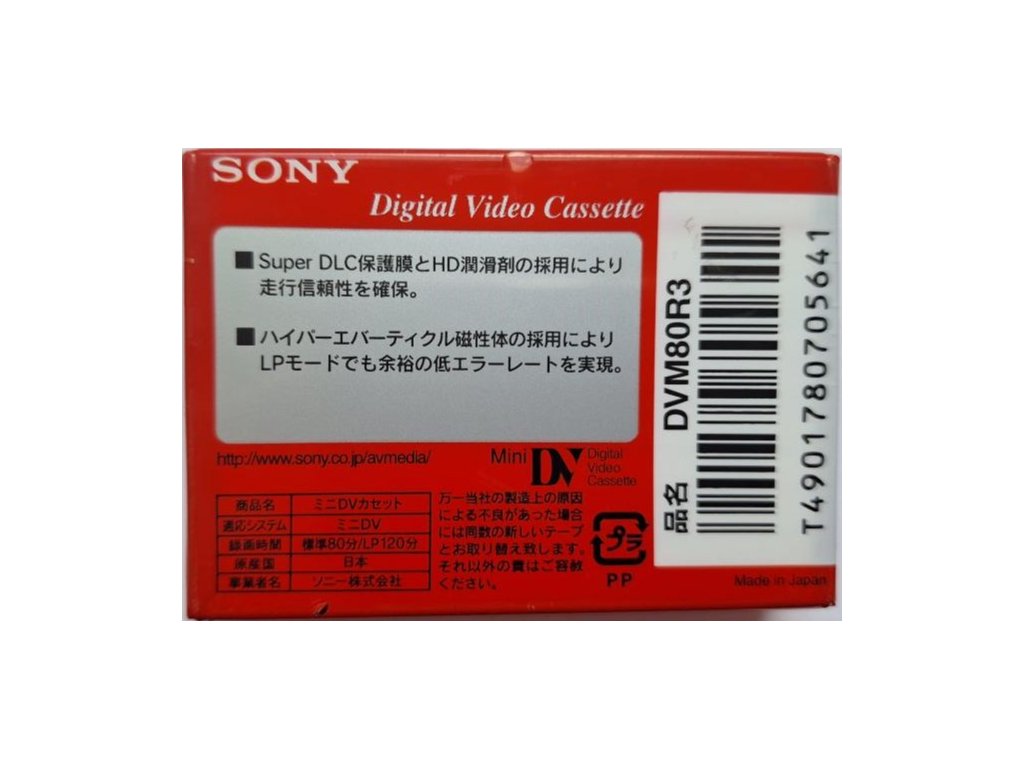 SONY
Digital Video Cassette
■Super DLC保護膜とHD潤滑剤の採用により
走行信頼性を確保。
■ハイパーエバーティクル磁性体の採用により
LPモードでも余裕の低エラーレートを実現。
http://www.sony.co.jp/avmedia/
Mini DV Digital
Video
Cassette
商品名 ミニDVカセット
適応システム ミニDV
録画時間 標準80分/LP120分
原産国 日本
事業者名 ソニー株式会社
万一当社の製造上の原因
による不良があった場合
には同数の新しいテープ
とお取り替え致します。
それ以外の責はご容赦
ください。
プラ
PP
品名 DVM80R3
T4901780705641
Made in Japan